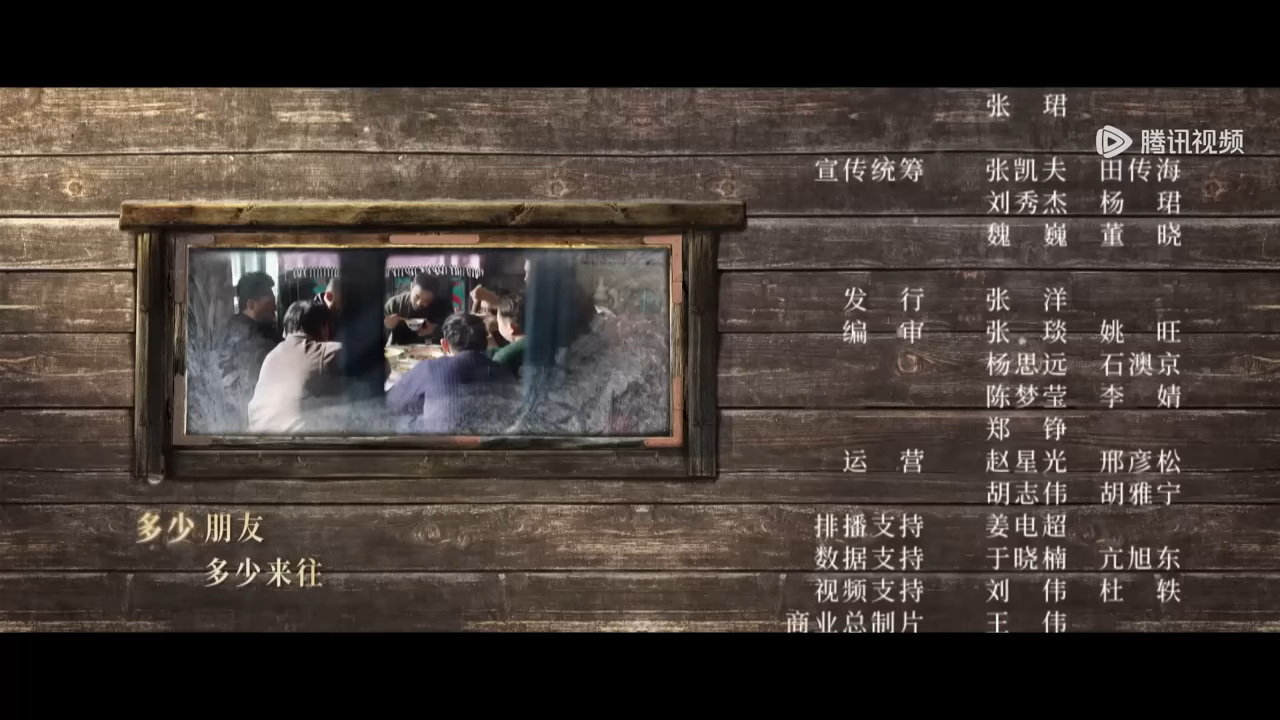 张 珺
腾讯视频
宣传统筹 张凯夫 田传海
刘秀杰 杨 珺
魏 巍 董 晓
发 行 张 洋
编 审 张 琰 姚 旺
杨思远 石澳京
陈梦莹 李 婧
郑 铮
运 营 赵星光 邢彦松
胡志伟 胡雅宁
排播支持 姜电超
数据支持 于晓楠 亢旭东
视频支持 刘 伟 杜 轶
商业总制片 王 伟
多少朋友
多少来往